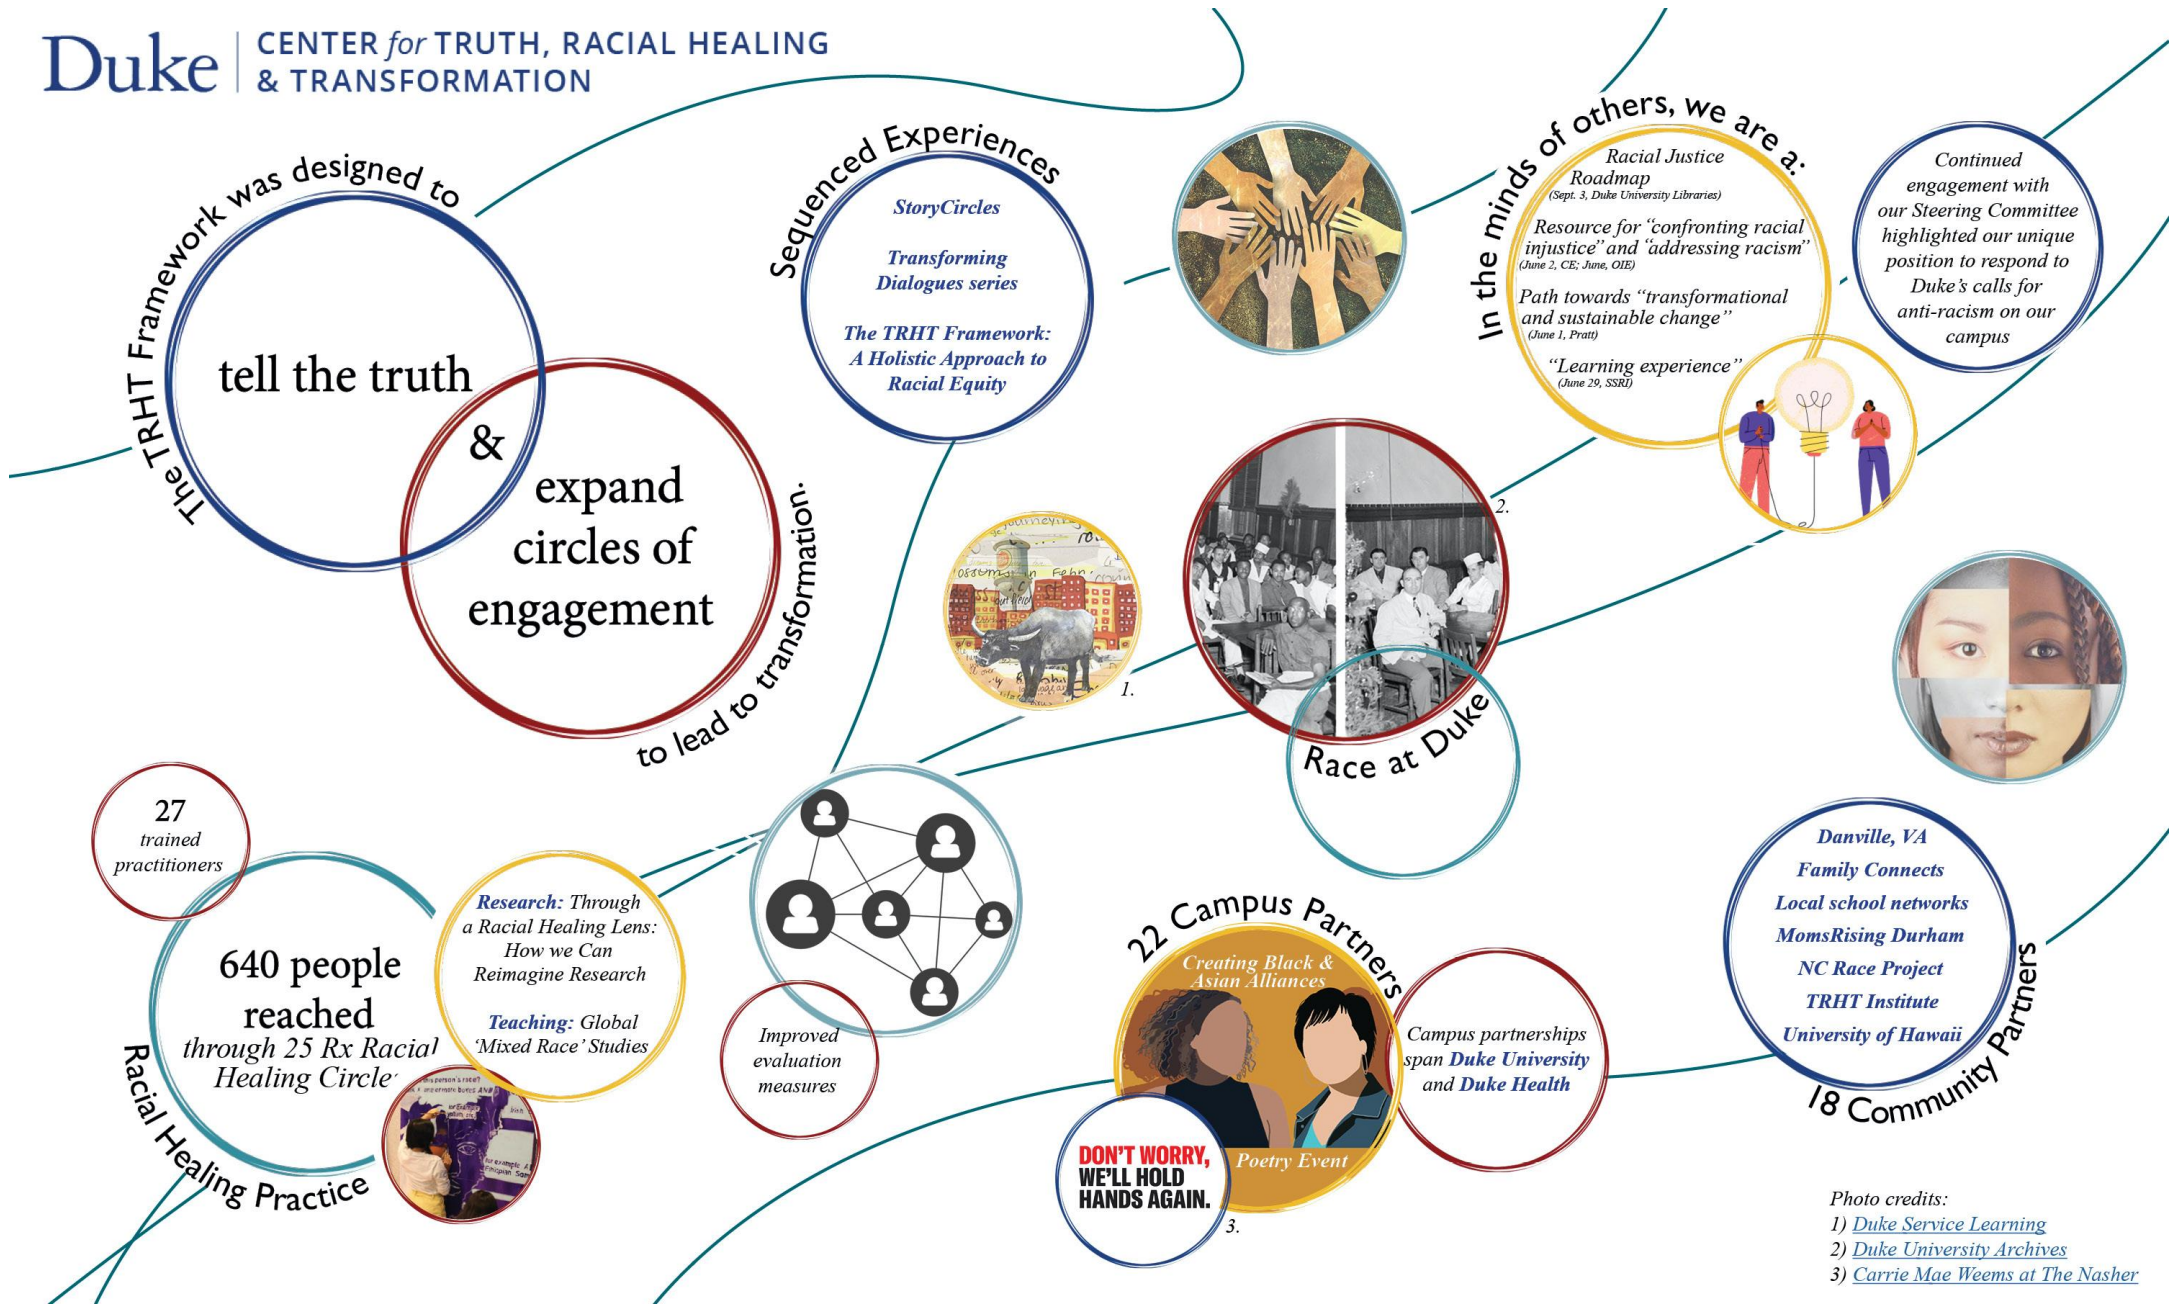 Duke
CENTER for TRUTH, RACIAL HEALING
& TRANSFORMATION
The TRHT Framework was designed to
tell the truth
&
expand
circles of
engagement
to lead to transformation.
Sequenced Experiences
StoryCircles
Transforming
Dialogues series
The TRHT Framework:
A Holistic Approach to
Racial Equity
In the minds of others, we are a:
Racial Justice
Roadmap
(Sept. 3, Duke University Libraries)
Resource for “confronting racial
injustice” and “addressing racism”
(June 2, CE; June, OIE)
Path towards “transformational
and sustainable change”
(June 1, Pratt)
“Learning experience”
(June 29, SSRI)
Continued
engagement with
our Steering Committee
highlighted our unique
position to respond to
Duke’s calls for
anti-racism on our
campus
1.
2.
Race at Duke
27
trained
practitioners
640 people
reached
through 25 Rx Racial
Healing Circle
Racial Healing Practice
Research: Through
a Racial Healing Lens:
How we Can
Reimagine Research
Teaching: Global
‘Mixed Race’ Studies
Improved
evaluation
measures
22 Campus Partners
Creating Black &
Asian Alliances
Poetry Event
DON’T WORRY,
WE’LL HOLD
HANDS AGAIN.
3.
Campus partnerships
span Duke University
and Duke Health
Danville, VA
Family Connects
Local school networks
MomsRising Durham
NC Race Project
TRHT Institute
University of Hawaii
18 Community Partners
Photo credits:
1) Duke Service Learning
2) Duke University Archives
3) Carrie Mae Weems at The Nasher